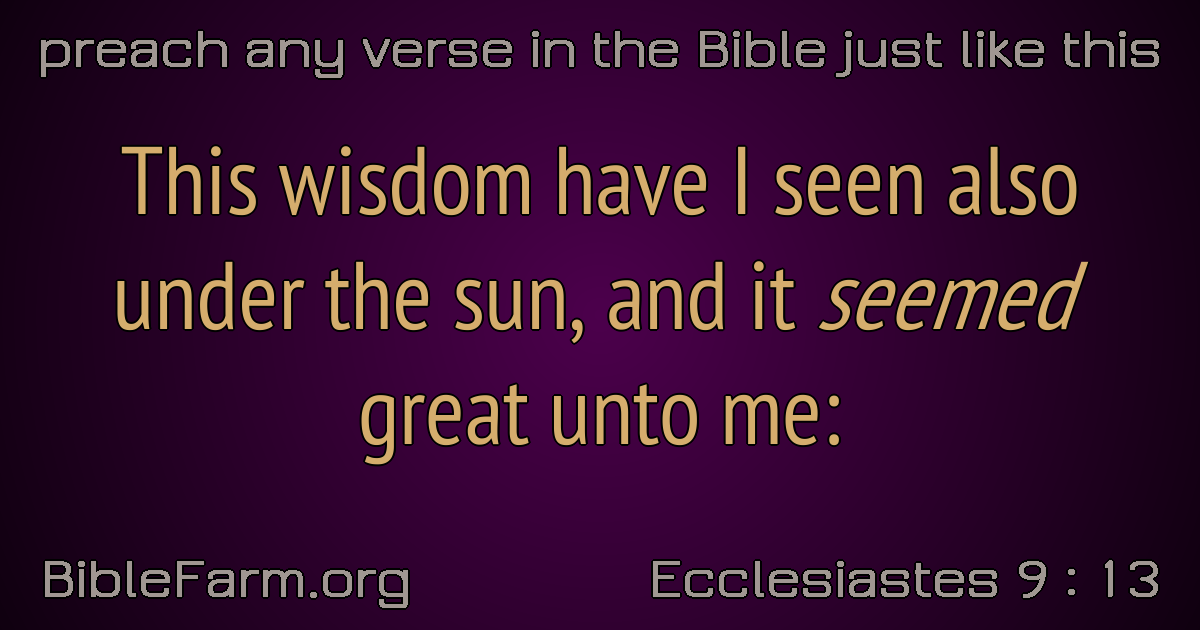 preach any verse in the Bible just like this
This wisdom have I seen also
under the sun, and it seemed
great unto me:
BibleFarm.org
Ecclesiastes 9 : 13